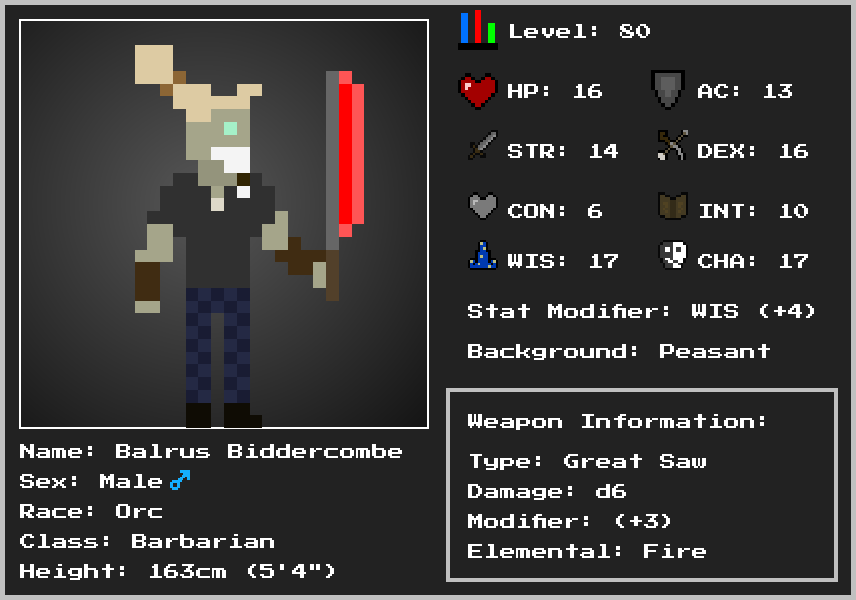 Level: 80
HP: 16
AC: 13
STR: 14
DEX: 16
CON: 6
INT: 10
WIS: 17
CHA: 17
Stat Modifier: WIS (+4)
Background: Peasant
Weapon Information:
Type: Great Saw
Damage: d6
Modifier: (+3)
Elemental: Fire
Name: Balrus Biddercombe
Sex: Male ♂
Race: Orc
Class: Barbarian
Height: 163cm (5'4")